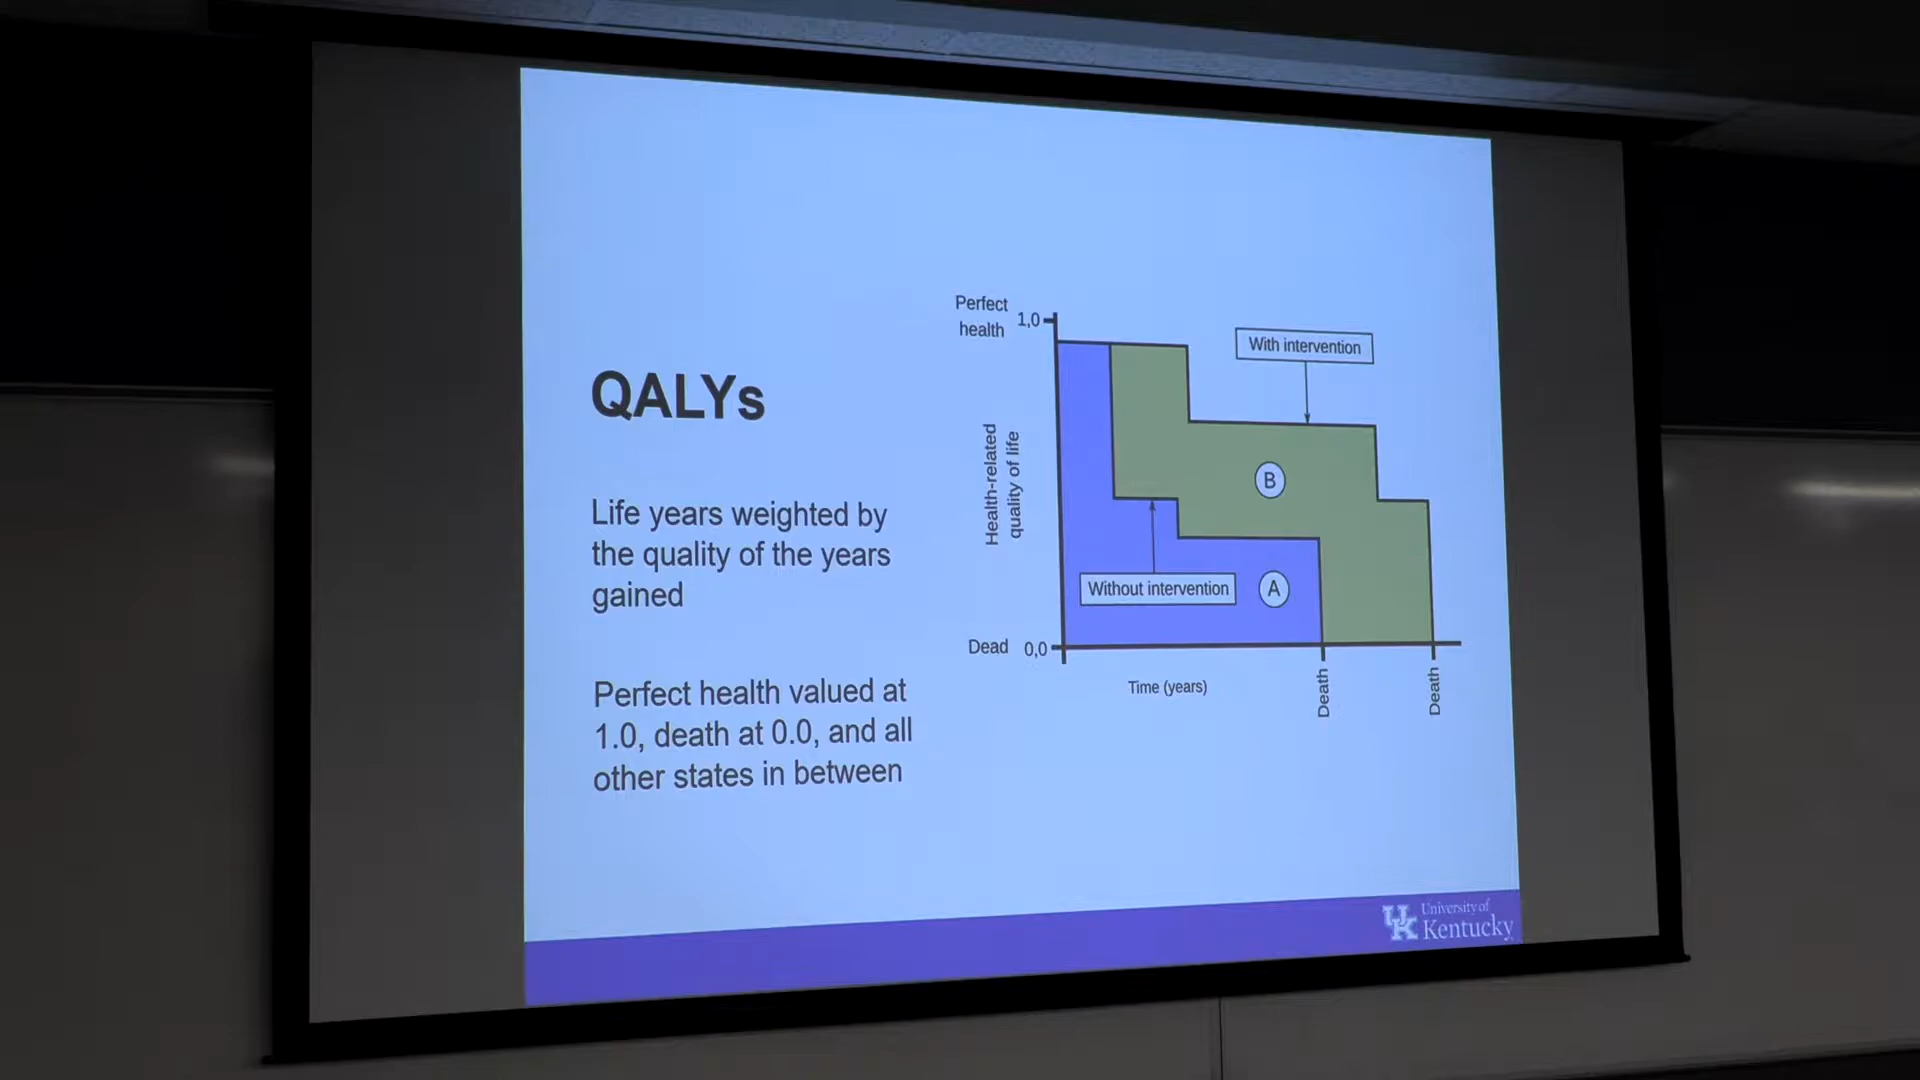 QALYs
Life years weighted by
the quality of the years
gained
Perfect health valued at
1.0, death at 0.0, and all
other states in between
Perfect
health
1,0
With intervention
Health-related
quality of life
B
Without intervention
A
Dead
0,0
Time (years)
Death
Death
UK
University of
Kentucky